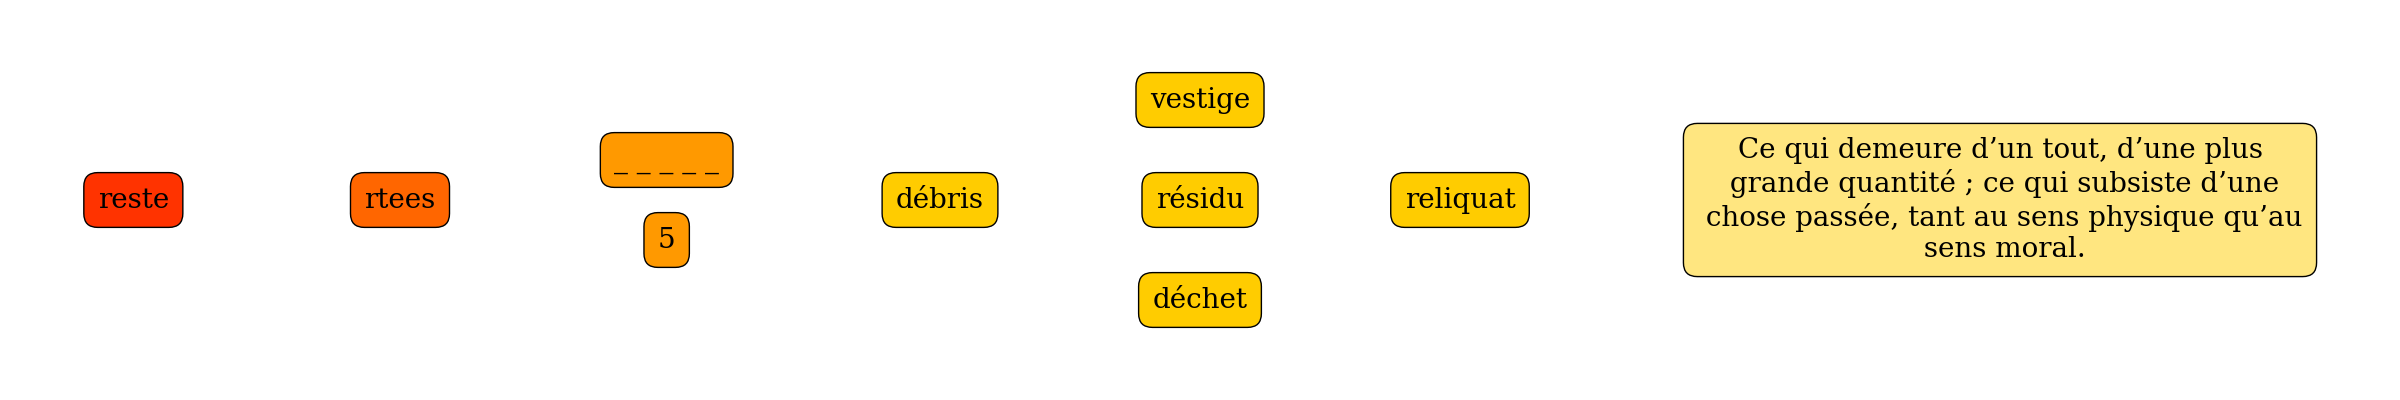 reste
rtees
_ _ _ _ _
5
débris
vestige
résidu
déchet
reliquat
Ce qui demeure d’un tout, d’une plus
grande quantité ; ce qui subsiste d’une
chose passée, tant au sens physique qu’au
sens moral.